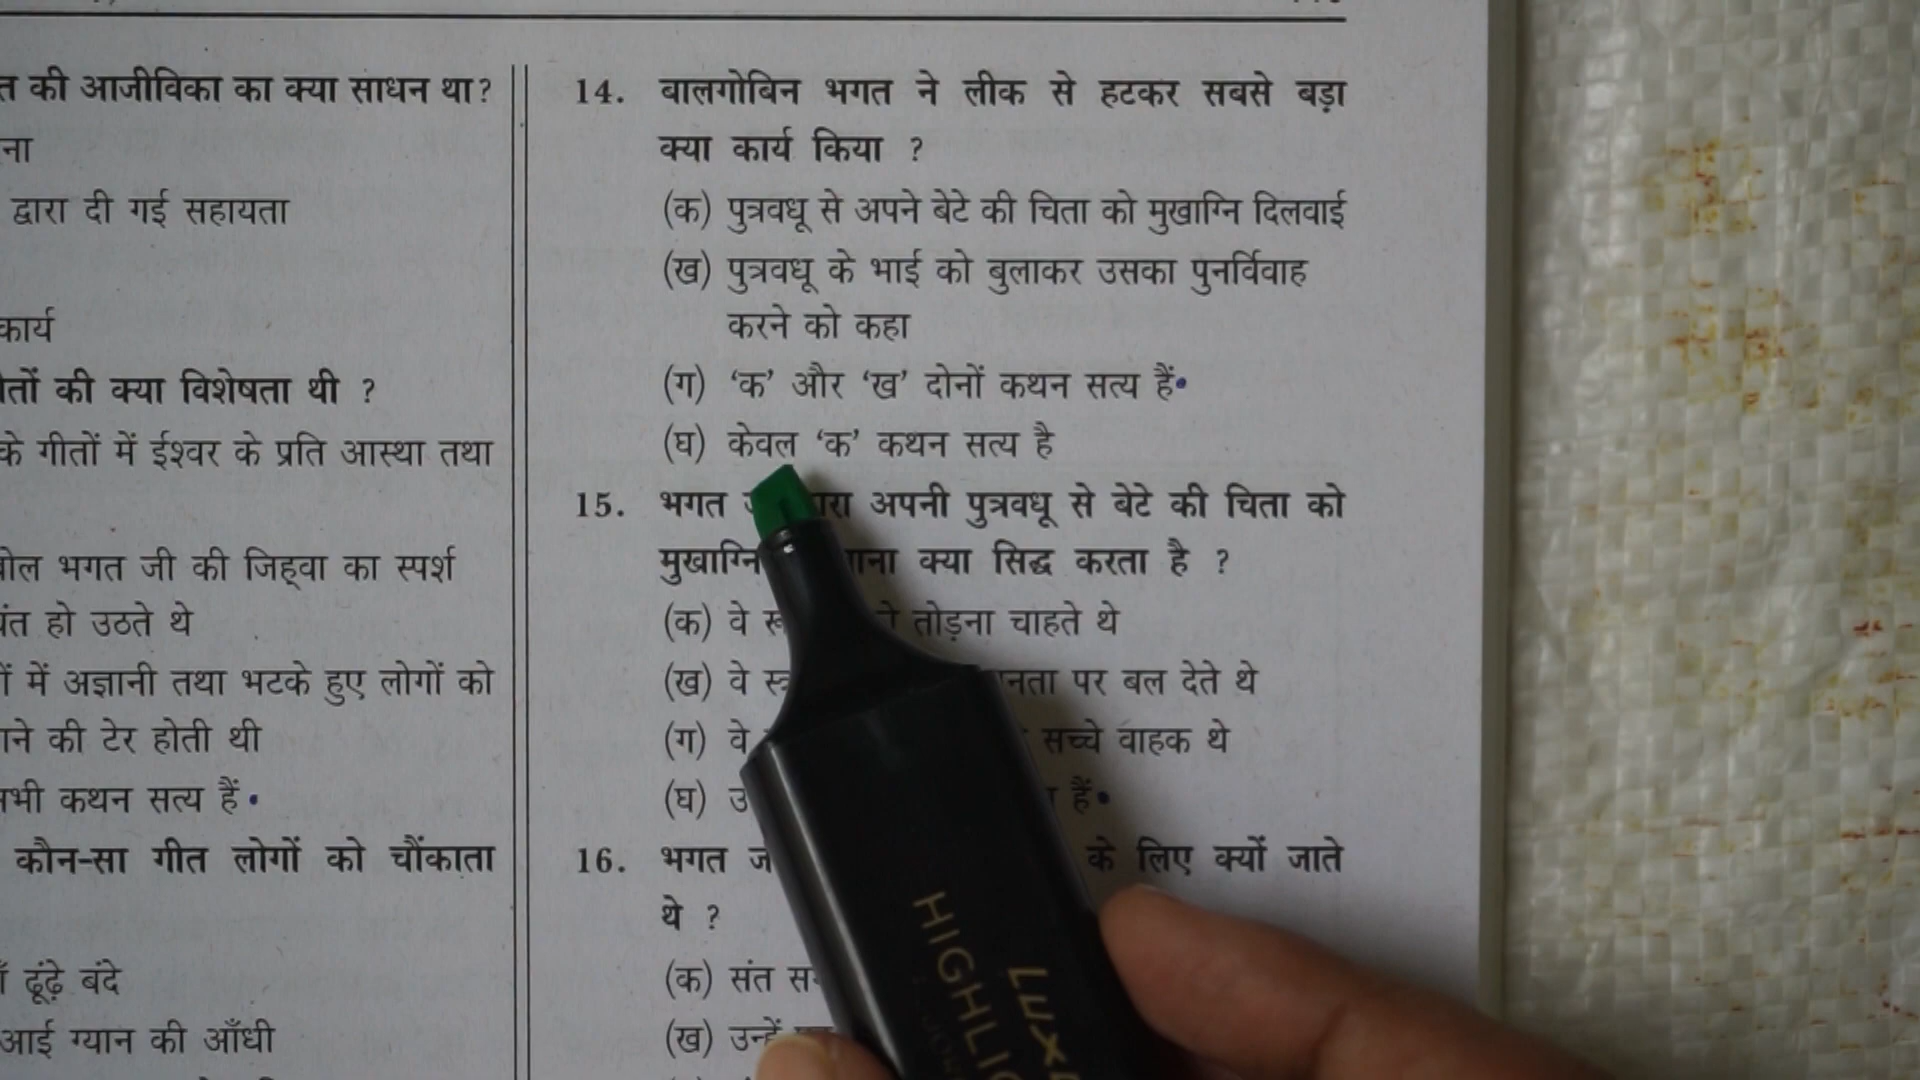 की आजीविका का क्या साधन था?
ना
द्वारा दी गई सहायता
कार्य
की क्या विशेषता थी ?
के गीतों में ईश्वर के प्रति आस्था तथा
भगत जी की जिह्वा का स्पर्श
हो उठते थे
में अज्ञानी तथा भटके हुए लोगों को
की टेर होती थी
कथन सत्य हैं
कौन-सा गीत लोगों को चौंकाता
ढूंढ़े बंदे
आई ग्यान की आँधी
14. बालगोबिन भगत ने लीक से हटकर सबसे बड़ा
क्या कार्य किया ?
(क) पुत्रवधू से अपने बेटे की चिता को मुखाग्नि दिलवाई
(ख) पुत्रवधू के भाई को बुलाकर उसका पुनर्विवाह
करने को कहा
(ग) ‘क’ और ‘ख’ दोनों कथन सत्य हैं
(घ) केवल ‘क’ कथन सत्य है
15. भगत अपनी पुत्रवधू से बेटे की चिता को
मुखाग्नि क्या सिद्ध करता है ?
(क) वे तोड़ना चाहते थे
(ख) वे पर बल देते थे
(ग) वे सच्चे वाहक थे
(घ) हैं
16. भगत के लिए क्यों जाते
थे ?
(क) संत
(ख) उन्हें
LUX
HIGHLIG